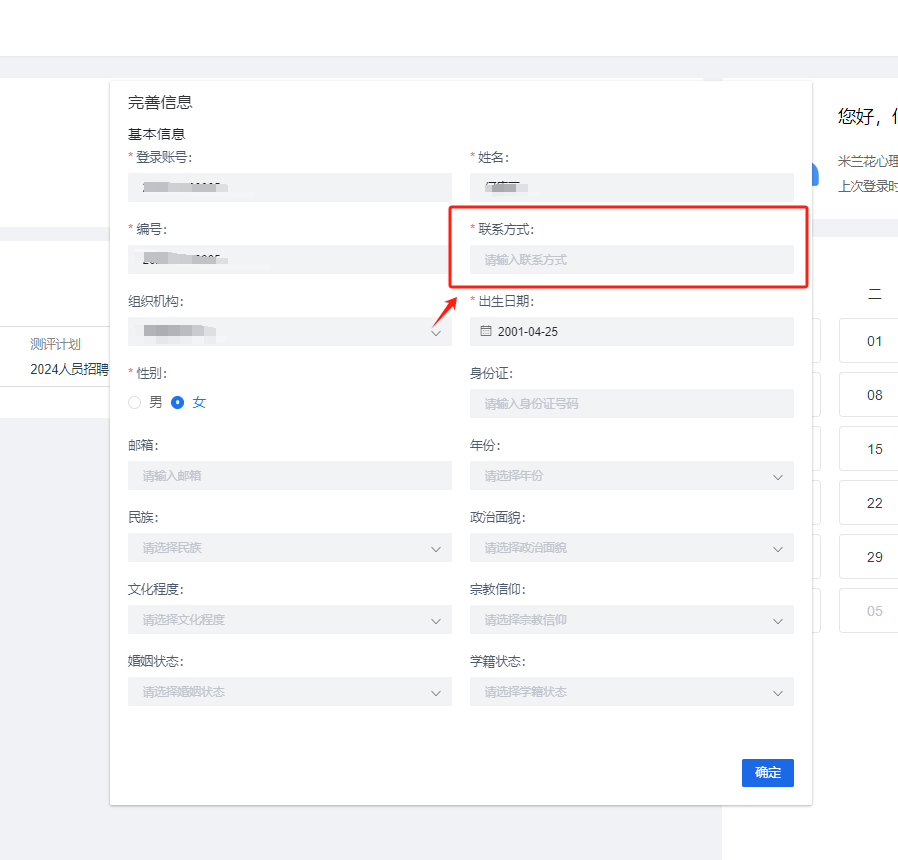 完善信息
基本信息
* 登录账号:
* 姓名:
* 编号:
* 联系方式:
请输入联系方式
组织机构:
* 出生日期:
2001-04-25
* 性别:
男 女
身份证:
请输入身份证号码
邮箱:
请输入邮箱
年份:
请选择年份
民族:
请选择民族
政治面貌:
请选择政治面貌
文化程度:
请选择文化程度
宗教信仰:
请选择宗教信仰
婚姻状态:
请选择婚姻状态
学籍状态:
请选择学籍状态
确定
测评计划
2024人员招聘
您好,
米兰花心理
上次登录时
二
01
08
15
22
29
05